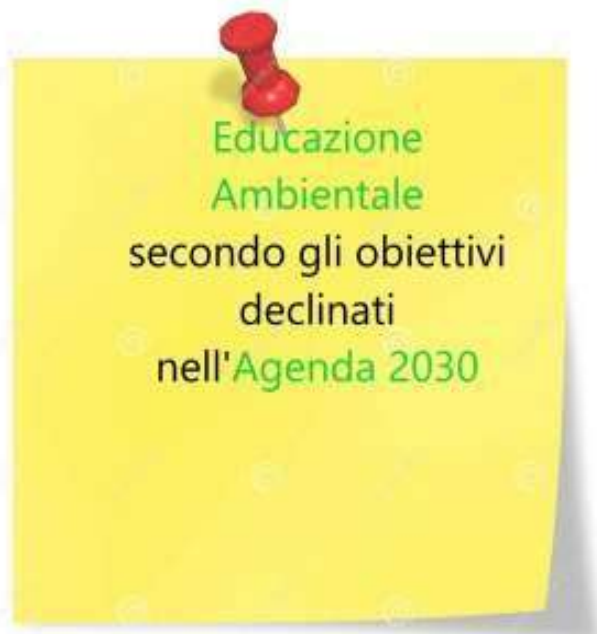 Educazione
Ambientale
secondo gli obiettivi
declinati
nell'Agenda 2030